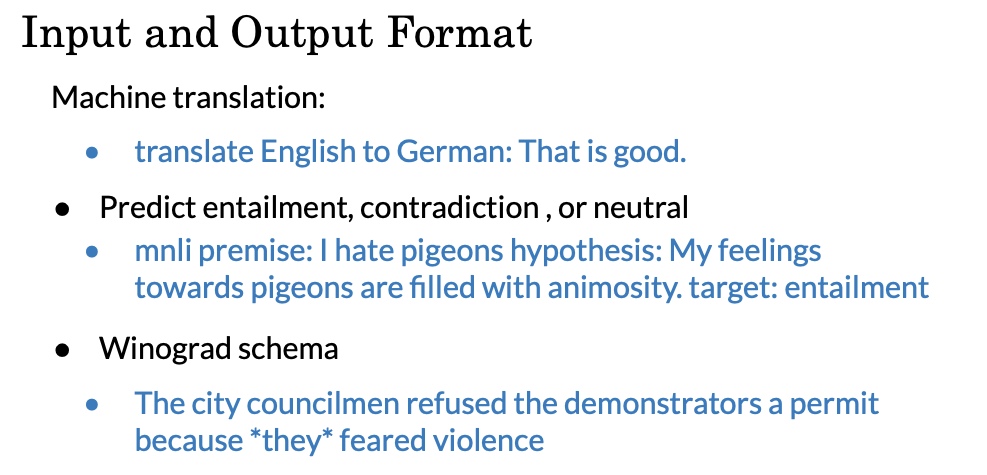 Input and Output Format
Machine translation:
• translate English to German: That is good.
• Predict entailment, contradiction , or neutral
• mnli premise: I hate pigeons hypothesis: My feelings
towards pigeons are filled with animosity. target: entailment
• Winograd schema
• The city councilmen refused the demonstrators a permit
because *they* feared violence